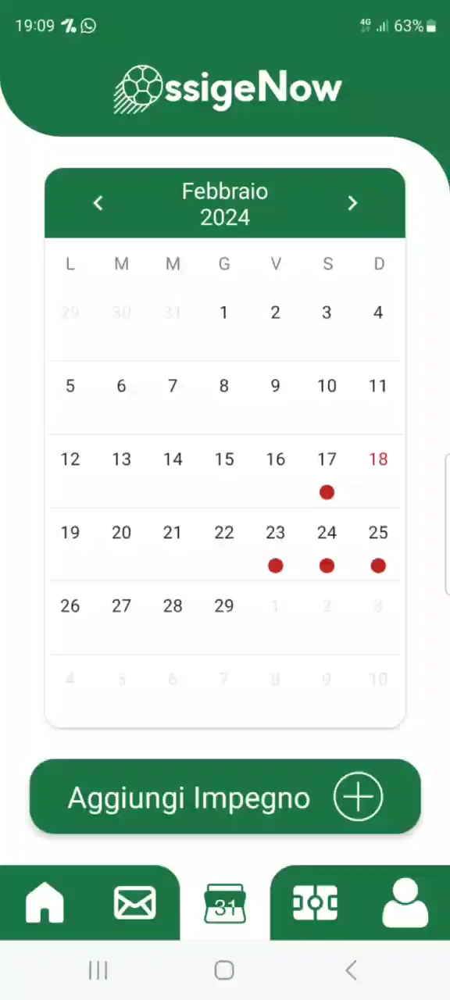 19:09 4G 63%
ssigeNow
Febbraio
2024
L M M G V S D
29 30 31 1 2 3 4
5 6 7 8 9 10 11
12 13 14 15 16 17 18
19 20 21 22 23 24 25
26 27 28 29 1 2 3
4 5 6 7 8 9 10
Aggiungi Impegno
31